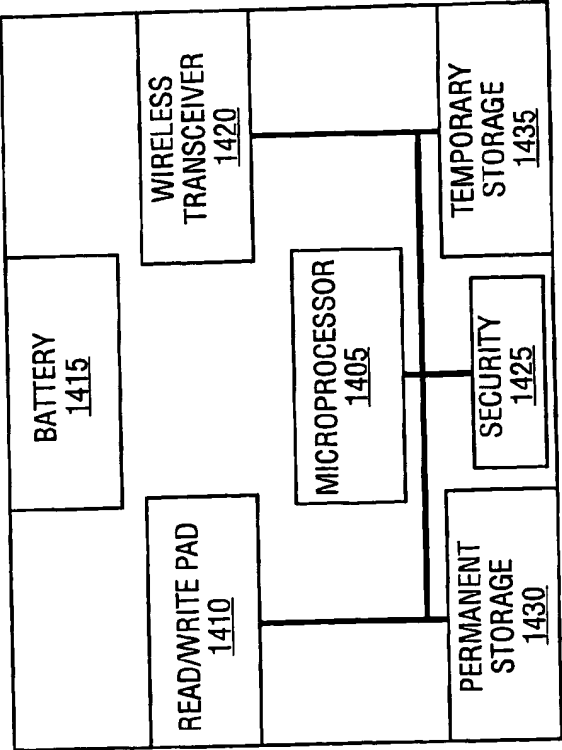 BATTERY
1415
READ/WRITE PAD
1410
WIRELESS
TRANSCEIVER
1420
MICROPROCESSOR
1405
PERMANENT
STORAGE
1430
SECURITY
1425
TEMPORARY
STORAGE
1435